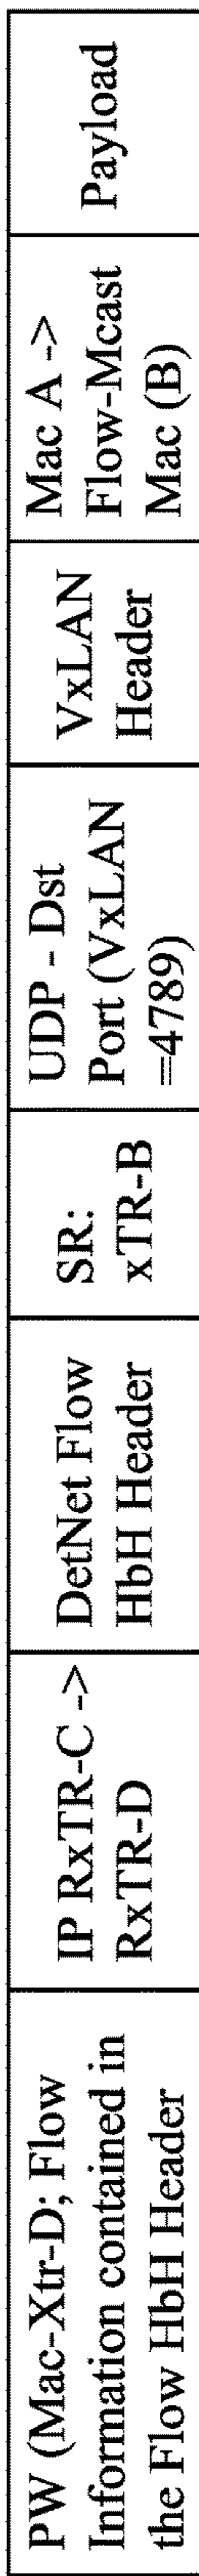 PW (Mac-Xtr-D; Flow
Information contained in
the Flow HbH Header
IP RxTR-C ->
RxTR-D
DetNet Flow
HbH Header
SR:
xTR-B
UDP - Dst
Port (VxLAN
=4789)
VxLAN
Header
Mac A ->
Flow-Mcast
Mac (B)
Payload